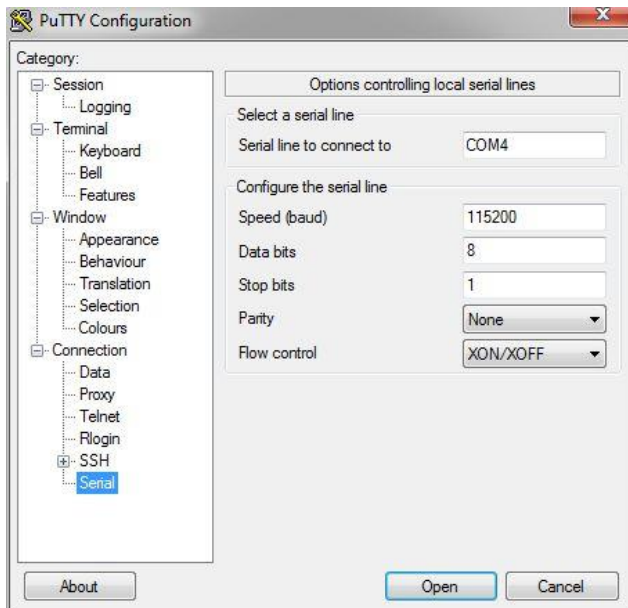 PuTTY Configuration
Category:
Session
Logging
Terminal
Keyboard
Bell
Features
Window
Appearance
Behaviour
Translation
Selection
Colours
Connection
Data
Proxy
Telnet
Rlogin
SSH
Serial
Options controlling local serial lines
Select a serial line
Serial line to connect to COM4
Configure the serial line
Speed (baud) 115200
Data bits 8
Stop bits 1
Parity None
Flow control XON/XOFF
About Open Cancel